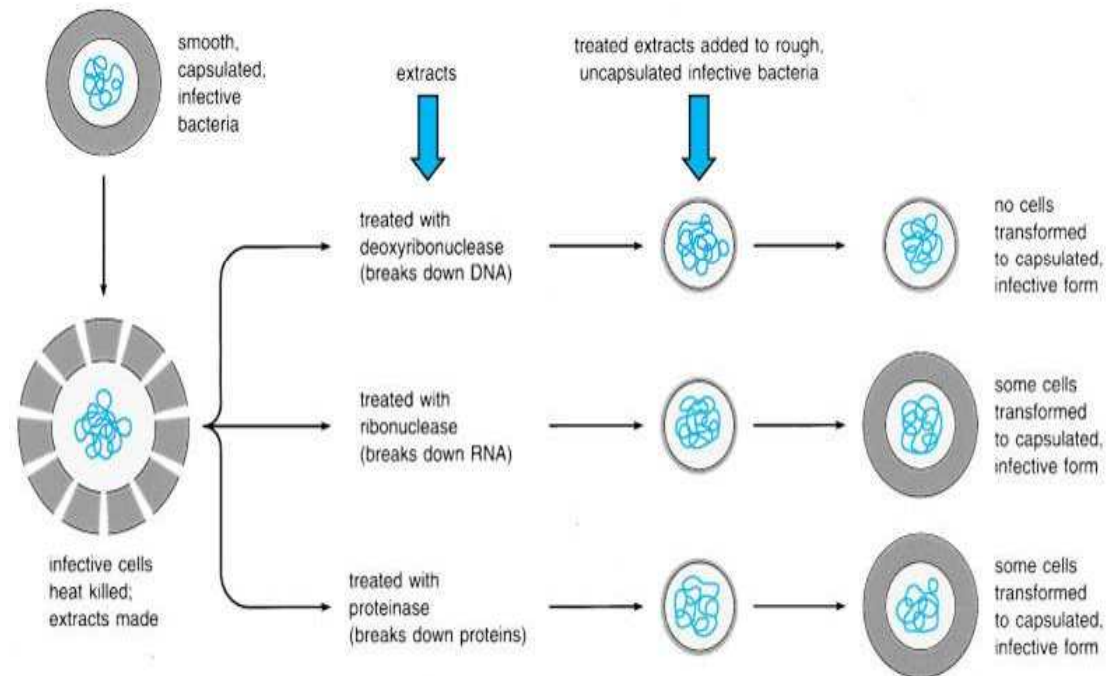 smooth,
capsulated,
infective
bacteria
extracts
treated extracts added to rough,
uncapsulated infective bacteria
treated with
deoxyribonuclease
(breaks down DNA)
no cells
transformed
to capsulated,
infective form
treated with
ribonuclease
(breaks down RNA)
some cells
transformed
to capsulated,
infective form
infective cells
heat killed;
extracts made
treated with
proteinase
(breaks down proteins)
some cells
transformed
to capsulated,
infective form